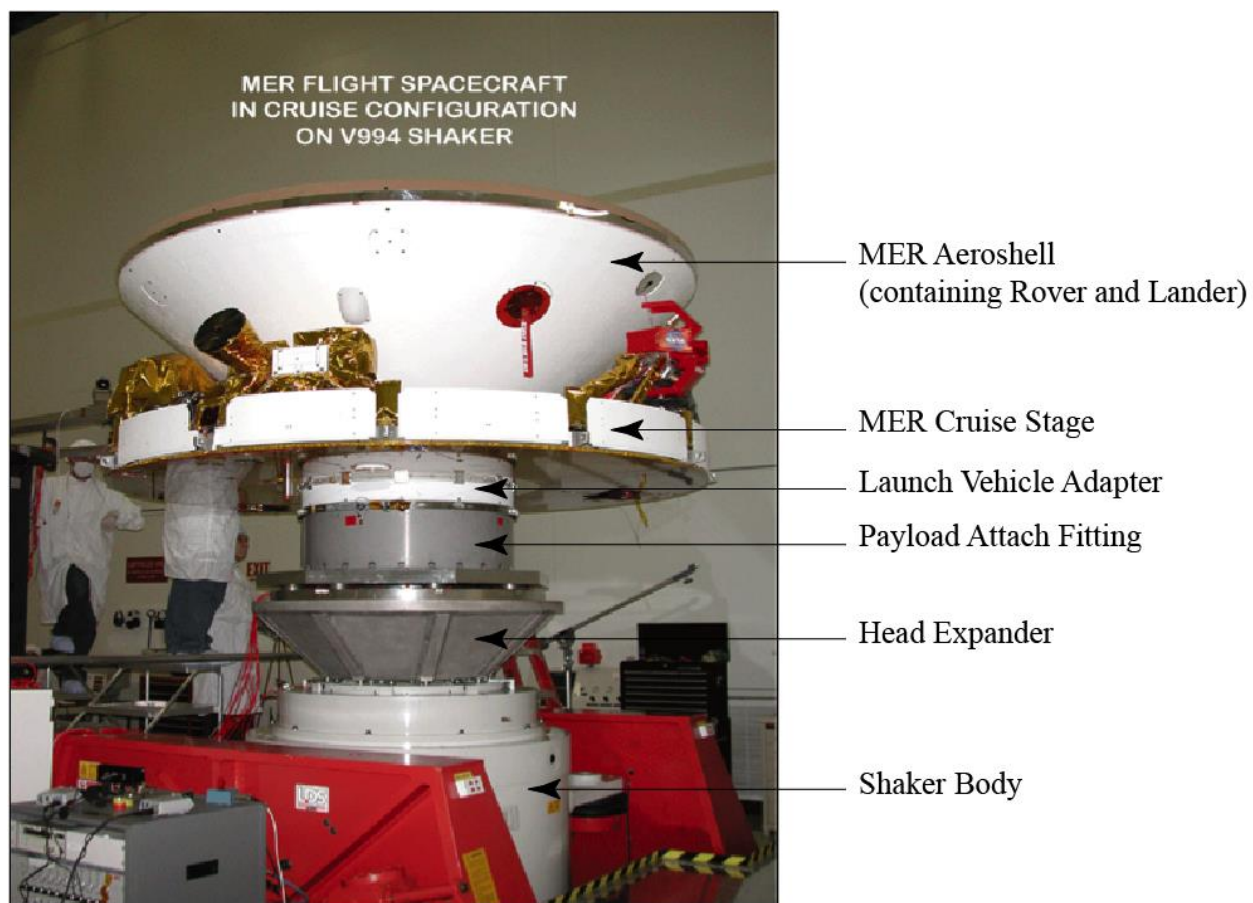 MER FLIGHT SPACECRAFT
IN CRUISE CONFIGURATION
ON V994 SHAKER
MER Aeroshell
(containing Rover and Lander)
MER Cruise Stage
Launch Vehicle Adapter
Payload Attach Fitting
EXIT
Head Expander
Shaker Body
LDS